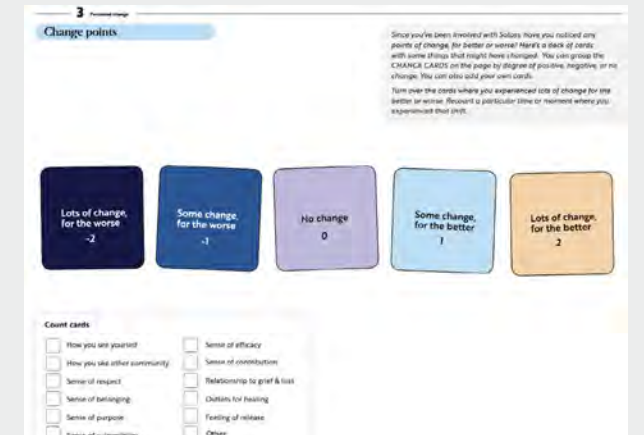 3 Perceived change
Change points
Since you've been involved with Solaces, have you noticed any
points of change, for better or worse? Here's a deck of cards
with some things that might have changed. You can group the
CHANGE CARDS on the page by degree of positive, negative, or no
change. You can also add your own cards.
Turn over the cards where you experienced lots of change for the
better or worse. Recount a particular time or moment where you
experienced that shift.
Lots of change,
for the worse
-2
Some change,
for the worse
-1
No change
0
Some change,
for the better
1
Lots of change,
for the better
2
Count cards
How you see yourself
How you see other community
Sense of respect
Sense of belonging
Sense of purpose
Sense of efficacy
Sense of contribution
Relationship to grief & loss
Outlets for healing
Feeling of release
Other